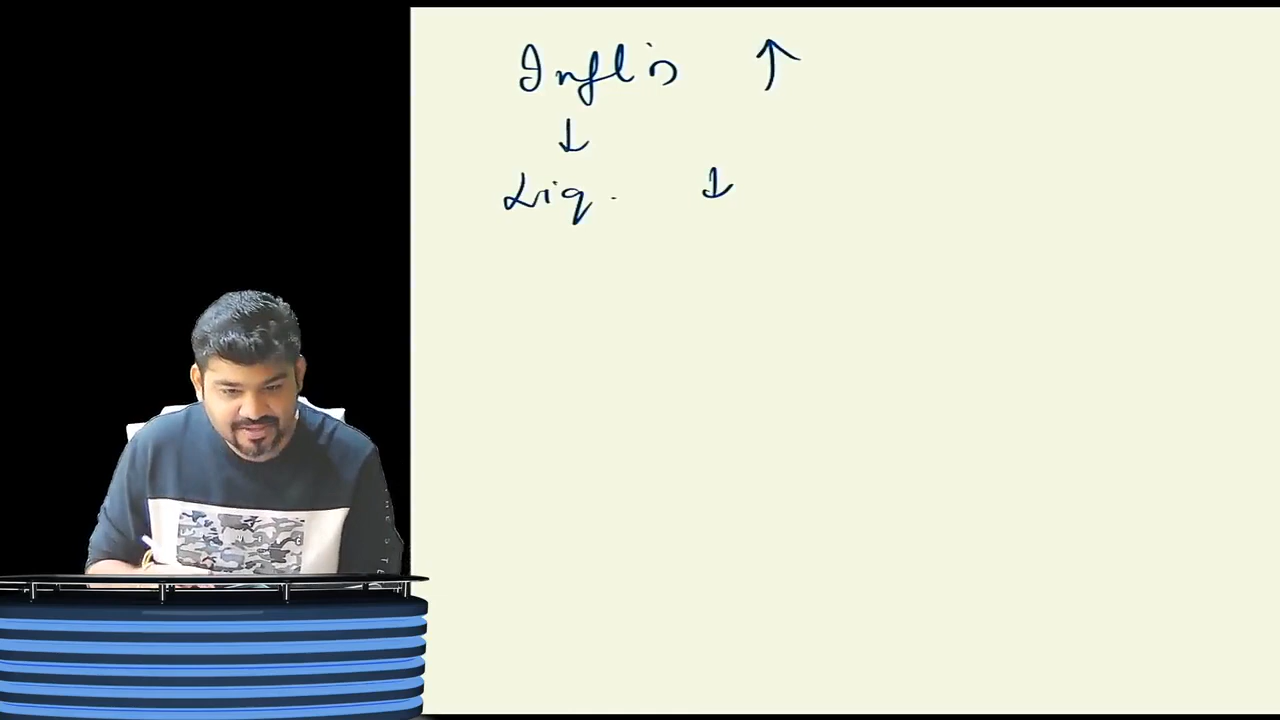 Infl'n ↑
↓
Liq. ↓